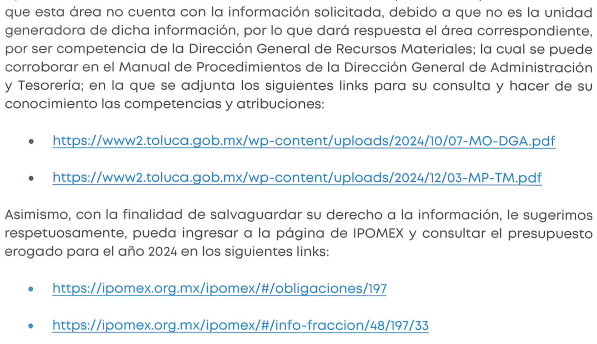 que esta área no cuenta con la información solicitada, debido a que no es la unidad
generadora de dicha información, por lo que dará respuesta el área correspondiente,
por ser competencia de la Dirección General de Recursos Materiales; la cual se puede
corroborar en el Manual de Procedimientos de la Dirección General de Administración
y Tesorería; en la que se adjunta los siguientes links para su consulta y hacer de su
conocimiento las competencias y atribuciones:
• https://www2.toluca.gob.mx/wp-content/uploads/2024/10/07-MO-DGA.pdf
• https://www2.toluca.gob.mx/wp-content/uploads/2024/12/03-MP-TM.pdf
Asimismo, con la finalidad de salvaguardar su derecho a la información, le sugerimos
respetuosamente, pueda ingresar a la página de IPOMEX y consultar el presupuesto
erogado para el año 2024 en los siguientes links:
• https://ipomex.org.mx/ipomex/#/obligaciones/197
• https://ipomex.org.mx/ipomex/#/info-fraccion/48/197/33